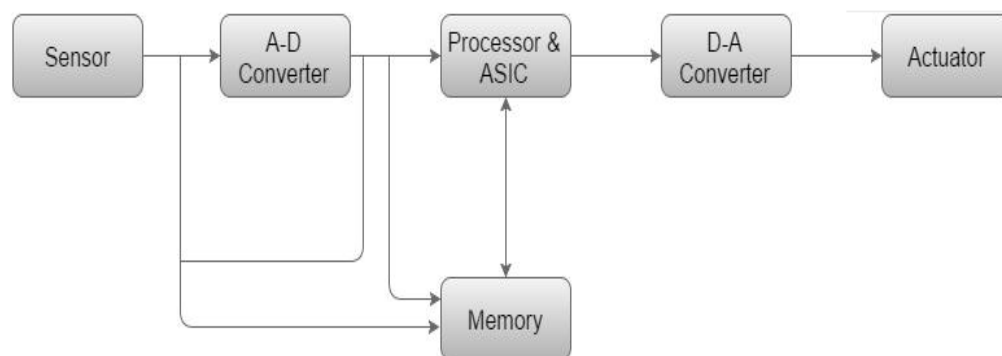 Sensor
A-D
Converter
Processor &
ASIC
D-A
Converter
Actuator
Memory